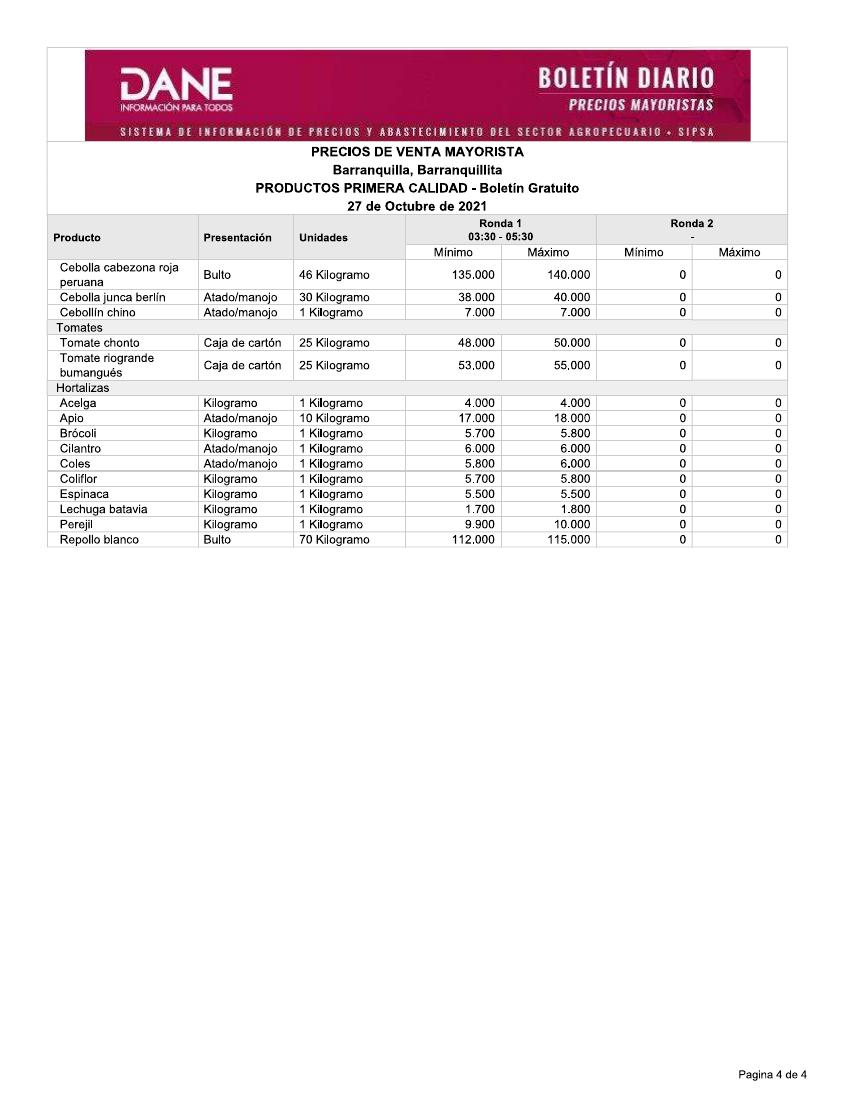 DANE
INFORMACIÓN PARA TODOS
BOLETÍN DIARIO
PRECIOS MAYORISTAS
SISTEMA DE INFORMACIÓN DE PRECIOS Y ABASTECIMIENTO DEL SECTOR AGROPECUARIO • SIPSA
PRECIOS DE VENTA MAYORISTA
Barranquilla, Barranquillita
PRODUCTOS PRIMERA CALIDAD - Boletín Gratuito
27 de Octubre de 2021
Producto Presentación Unidades Ronda 1 Ronda 2
03:30 - 05:30 -
Mínimo Máximo Mínimo Máximo
Cebolla cabezona roja
peruana Bulto 46 Kilogramo 135.000 140.000 0 0
Cebolla junca berlín Atado/manojo 30 Kilogramo 38.000 40.000 0 0
Cebollín chino Atado/manojo 1 Kilogramo 7.000 7.000 0 0
Tomates
Tomate chonto Caja de cartón 25 Kilogramo 48.000 50.000 0 0
Tomate riogrande
bumangués Caja de cartón 25 Kilogramo 53.000 55.000 0 0
Hortalizas
Acelga Kilogramo 1 Kilogramo 4.000 4.000 0 0
Apio Atado/manojo 10 Kilogramo 17.000 18.000 0 0
Brócoli Kilogramo 1 Kilogramo 5.700 5.800 0 0
Cilantro Atado/manojo 1 Kilogramo 6.000 6.000 0 0
Coles Atado/manojo 1 Kilogramo 5.800 6.000 0 0
Coliflor Kilogramo 1 Kilogramo 5.700 5.800 0 0
Espinaca Kilogramo 1 Kilogramo 5.500 5.500 0 0
Lechuga batavia Kilogramo 1 Kilogramo 1.700 1.800 0 0
Perejil Kilogramo 1 Kilogramo 9.900 10.000 0 0
Repollo blanco Bulto 70 Kilogramo 112.000 115.000 0 0
Pagina 4 de 4